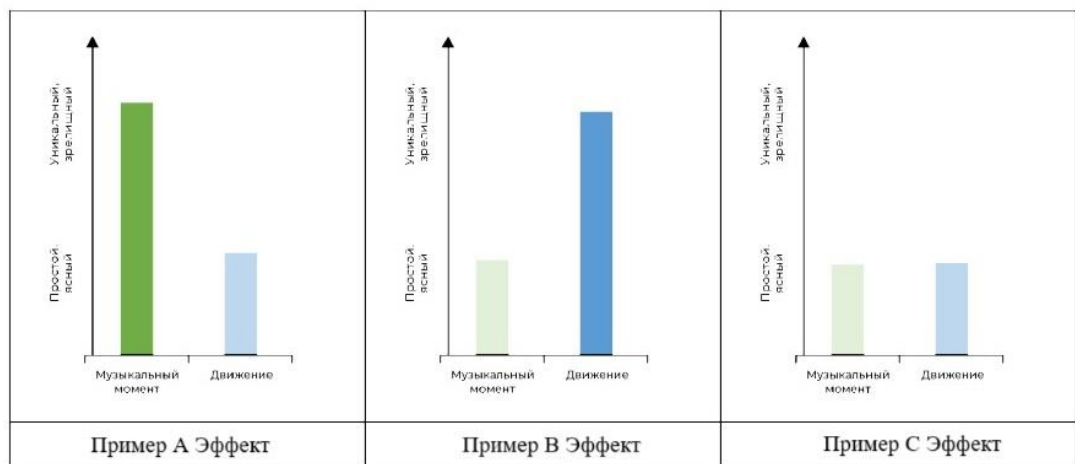 Уникальный,
зрелищный
Простой,
ясный
Музыкальный
момент
Движение
Пример A Эффект
Уникальный,
зрелищный
Простой,
ясный
Музыкальный
момент
Движение
Пример B Эффект
Уникальный,
зрелищный
Простой,
ясный
Музыкальный
момент
Движение
Пример C Эффект